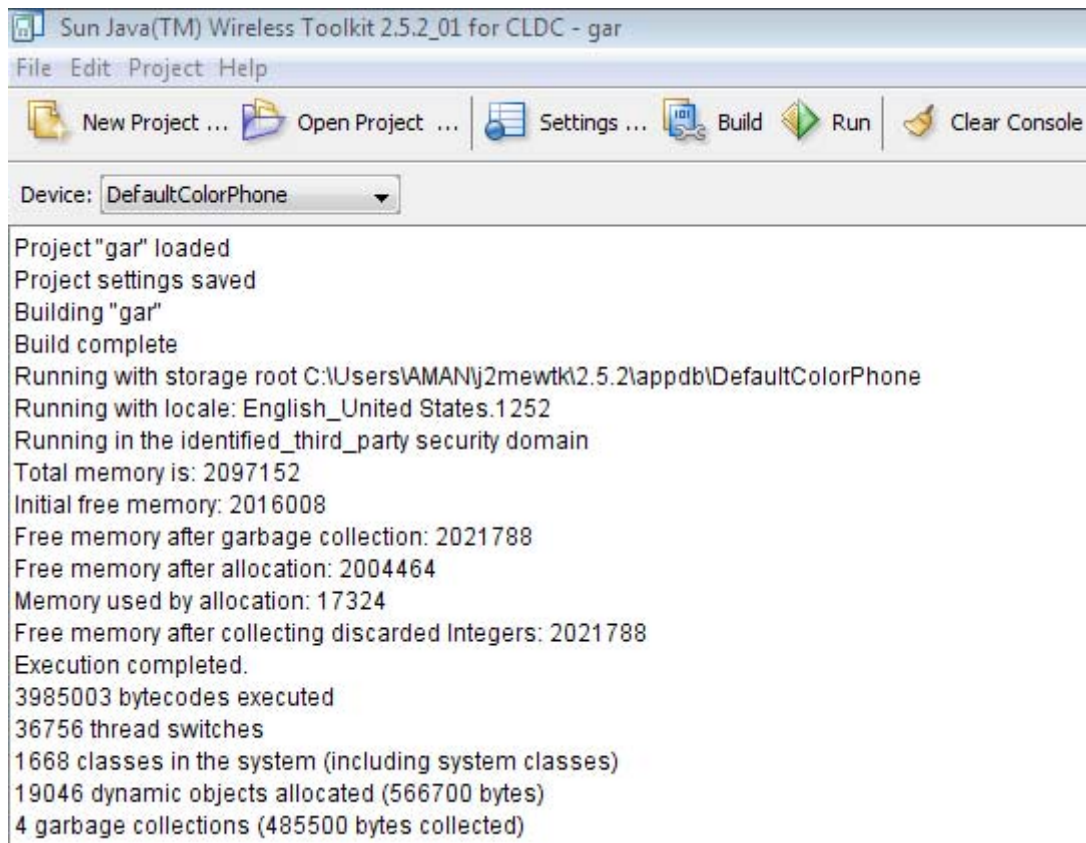 Sun Java(TM) Wireless Toolkit 2.5.2_01 for CLDC - gar
File Edit Project Help
New Project ... Open Project ... Settings ... Build Run Clear Console
Device: DefaultColorPhone
Project "gar" loaded
Project settings saved
Building "gar"
Build complete
Running with storage root C:\Users\AMAN\j2mewtk\2.5.2\appdb\DefaultColorPhone
Running with locale: English_United States.1252
Running in the identified_third_party security domain
Total memory is: 2097152
Initial free memory: 2016008
Free memory after garbage collection: 2021788
Free memory after allocation: 2004464
Memory used by allocation: 17324
Free memory after collecting discarded Integers: 2021788
Execution completed.
3985003 bytecodes executed
36756 thread switches
1668 classes in the system (including system classes)
19046 dynamic objects allocated (566700 bytes)
4 garbage collections (485500 bytes collected)